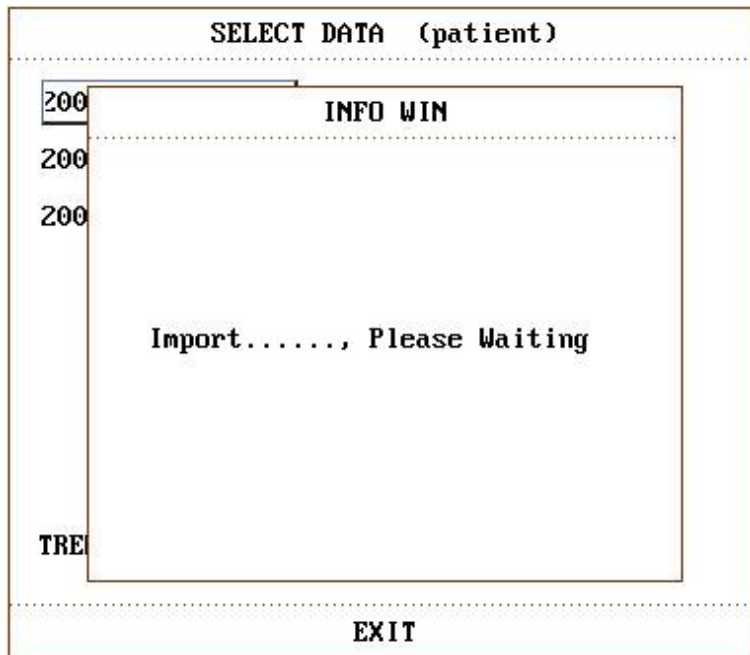 SELECT DATA (patient)
200
INFO WIN
200
200
Import......, Please Waiting
TRE
EXIT